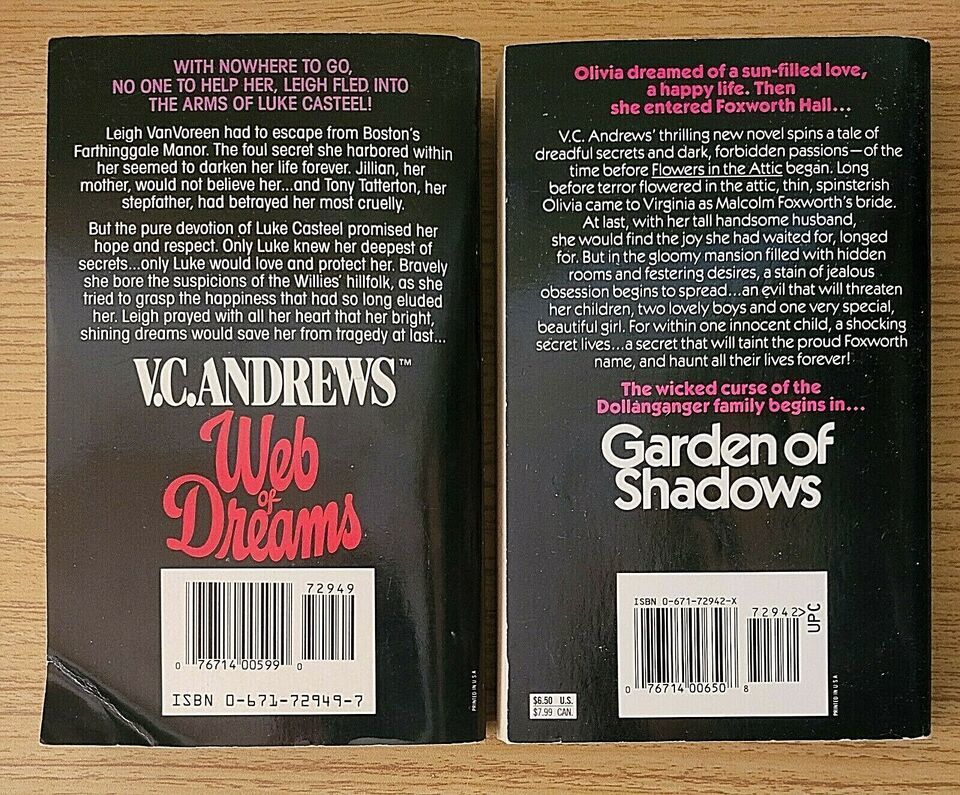 WITH NOWHERE TO GO,
NO ONE TO HELP HER, LEIGH FLED INTO
THE ARMS OF LUKE CASTEEL!
Leigh VanVoreen had to escape from Boston's
Farthinggale Manor. The foul secret she harbored within
her seemed to darken her life forever. Jillian, her
mother, would not believe her...and Tony Tatterton, her
stepfather, had betrayed her most cruelly.
But the pure devotion of Luke Casteel promised her
hope and respect. Only Luke knew her deepest of
secrets...only Luke would love and protect her. Bravely
she bore the suspicions of the Willies' hillfolk, as she
tried to grasp the happiness that had so long eluded
her. Leigh prayed with all her heart that her bright,
shining dreams would save her from tragedy at last...
V.C. ANDREWS™
Web
of
Dreams
72949
0 76714 00599 0
ISBN 0-671-72949-7
PRINTED IN U.S.A.
Olivia dreamed of a sun-filled love,
a happy life. Then
she entered Foxworth Hall...
V.C. Andrews' thrilling new novel spins a tale of
dreadful secrets and dark, forbidden passions—of the
time before Flowers in the Attic began. Long
before terror flowered in the attic, thin, spinsterish
Olivia came to Virginia as Malcolm Foxworth's bride.
At last, with her tall handsome husband,
she would find the joy she had waited for, longed
for. But in the gloomy mansion filled with hidden
rooms and festering desires, a stain of jealous
obsession begins to spread...an evil that will threaten
her children, two lovely boys and one very special,
beautiful girl. For within one innocent child, a shocking
secret lives...a secret that will taint the proud Foxworth
name, and haunt all their lives forever!
The wicked curse of the
Dollanganger family begins in...
Garden of
Shadows
ISBN 0-671-72942-X
72942>
UPC
0 76714 00650 8
$6.50 U.S.
$7.99 CAN.
PRINTED IN U.S.A